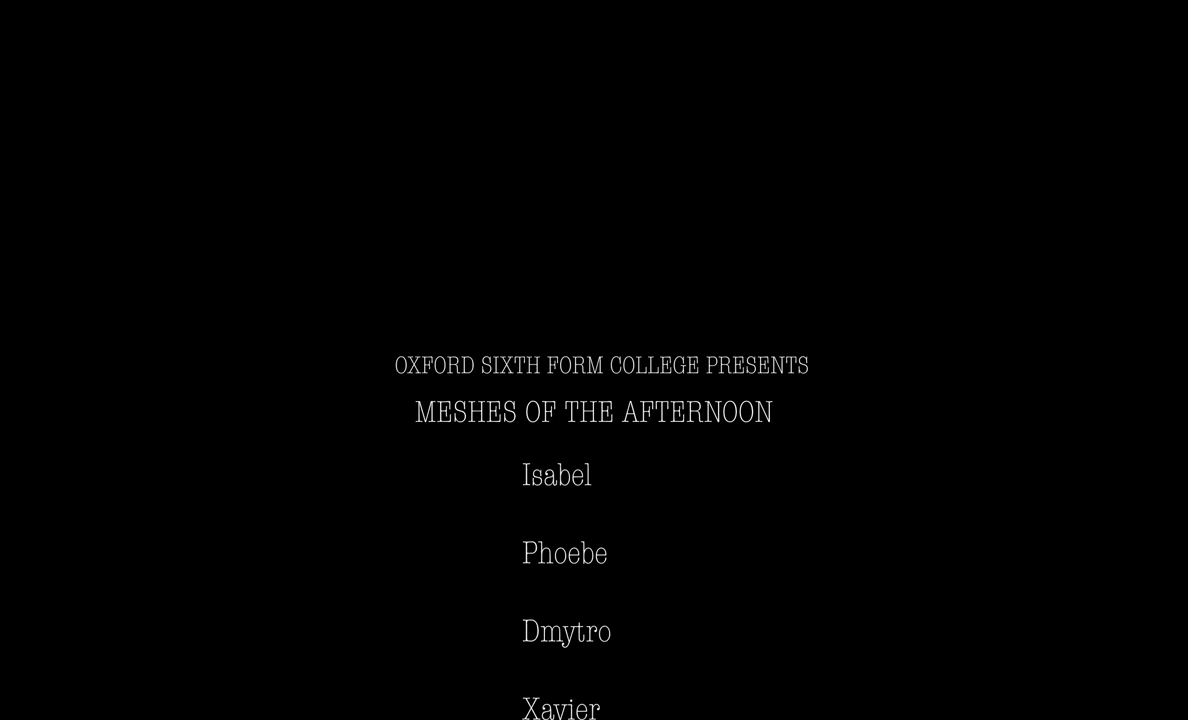 OXFORD SIXTH FORM COLLEGE PRESENTS
MESHES OF THE AFTERNOON
Isabel
Phoebe
Dmytro
Xavier